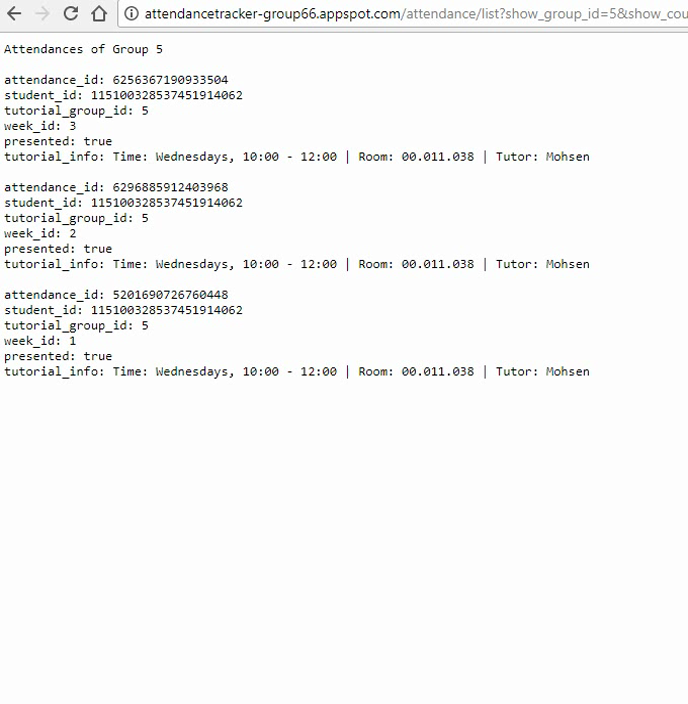 attendancetracker-group66.appspot.com/attendance/list?show_group_id=5&show_cou
Attendances of Group 5
attendance_id: 6256367190933504
student_id: 115100328537451914062
tutorial_group_id: 5
week_id: 3
presented: true
tutorial_info: Time: Wednesdays, 10:00 - 12:00 | Room: 00.011.038 | Tutor: Mohsen
attendance_id: 6296885912403968
student_id: 115100328537451914062
tutorial_group_id: 5
week_id: 2
presented: true
tutorial_info: Time: Wednesdays, 10:00 - 12:00 | Room: 00.011.038 | Tutor: Mohsen
attendance_id: 5201690726760448
student_id: 115100328537451914062
tutorial_group_id: 5
week_id: 1
presented: true
tutorial_info: Time: Wednesdays, 10:00 - 12:00 | Room: 00.011.038 | Tutor: Mohsen